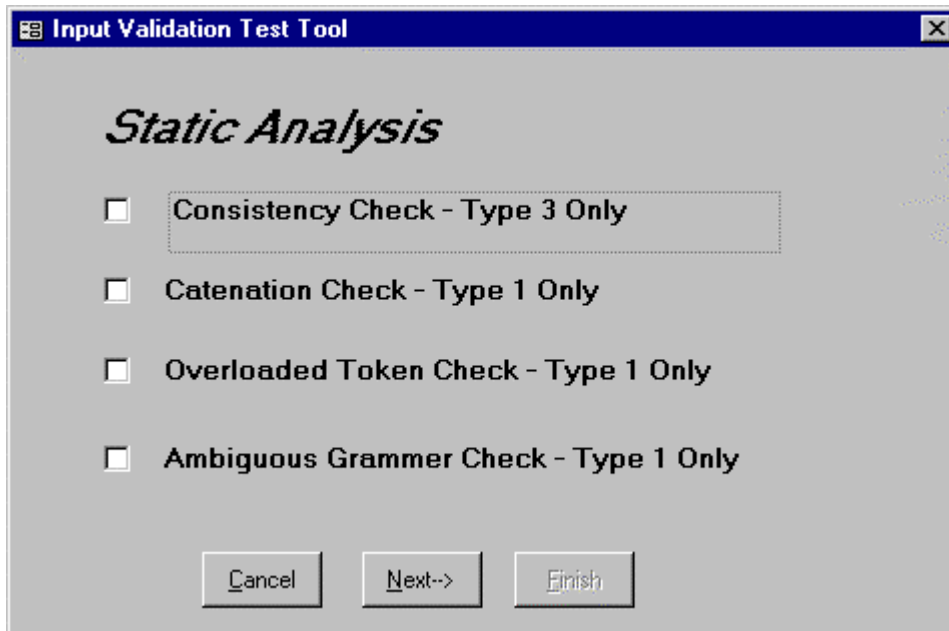 Input Validation Test Tool
Static Analysis
Consistency Check - Type 3 Only
Catenation Check - Type 1 Only
Overloaded Token Check - Type 1 Only
Ambiguous Grammer Check - Type 1 Only
Cancel Next--> Finish